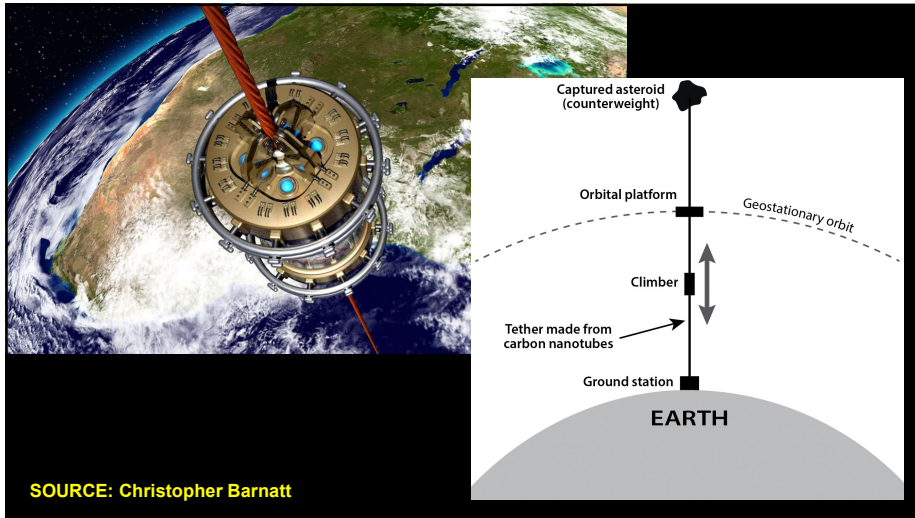 Captured asteroid
(counterweight)
Orbital platform
Geostationary orbit
Climber
Tether made from
carbon nanotubes
Ground station
EARTH
SOURCE: Christopher Barnatt